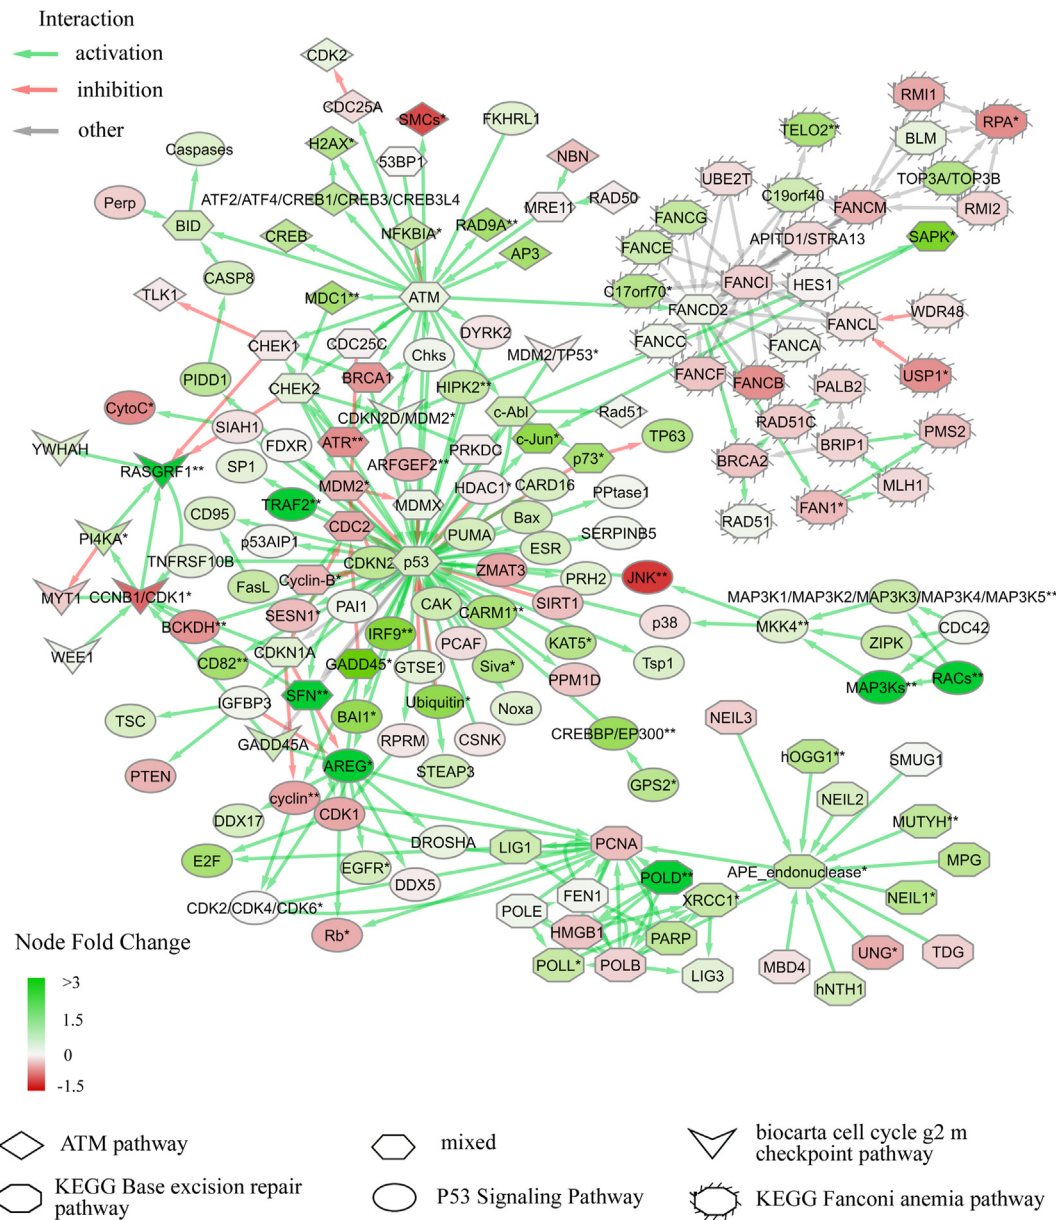 Interaction
activation
inhibition
other
CDK2
CDC25A
SMCs*
FKHRL1
H2AX*
53BP1
Caspases
NBN
RAD50
MRE11
ATF2/ATF4/CREB1/CREB3/CREB3L4
Perp
BID
CREB
NFKBIA*
RAD9A**
AP3
CASP8
TLK1
MDC1**
ATM
RMI1
RPA*
TELO2**
BLM
UBE2T
C19orf40
TOP3A/TOP3B
FANCM
RMI2
FANCG
APITD1/STRA13
SAPK*
FANCE
C17orf70*
FANCI
HES1
FANCD2
FANCL
WDR48
FANCC
FANCA
FANCF
FANCB
PALB2
USP1*
RAD51C
BRIP1
PMS2
BRCA2
MLH1
RAD51
FAN1*
CHEK1
CDC25C
Chks
DYRK2
MDM2/TP53*
PIDD1
CHEK2
BRCA1
HIPK2**
CytoC*
CDKN2D/MDM2*
c-Abl
Rad51
SIAH1
YWHAH
FDXR
ATR**
PRKDC
c-Jun*
TP63
RASGRF1**
SP1
ARFGEF2**
p73*
MDM2*
HDAC1*
CARD16
TRAF2**
MDMX
PPtase1
CD95
CDC2
Bax
PI4KA*
p53AIP1
PUMA
SERPINB5
ESR
TNFRSF10B
CDKN2
p53
ZMAT3
PRH2
JNK**
FasL
Cyclin-B*
MYT1
CCNB1/CDK1*
SESN1*
PAI1
CAK
CARM1**
SIRT1
MAP3K1/MAP3K2/MAP3K3/MAP3K4/MAP3K5**
BCKDH**
IRF9**
p38
MKK4**
CDC42
WEE1
CDKN1A
PCAF
KAT5*
ZIPK
CD82**
GADD45*
GTSE1
Siva*
Tsp1
SFN**
PPM1D
MAP3Ks**
RACs**
IGFBP3
Ubiquitin*
Noxa
TSC
BAI1*
NEIL3
GADD45A
RPRM
CSNK
CREBBP/EP300**
PTEN
AREG*
STEAP3
hOGG1**
SMUG1
GPS2*
cyclin**
CDK1
NEIL2
DDX17
MUTYH**
DROSHA
LIG1
PCNA
E2F
EGFR*
MPG
APE_endonuclease*
DDX5
POLD**
FEN1
XRCC1*
NEIL1*
CDK2/CDK4/CDK6*
POLE
Rb*
HMGB1
PARP
POLL*
POLB
LIG3
MBD4
UNG*
TDG
hNTH1
Node Fold Change
>3
1.5
0
-1.5
ATM pathway
mixed
biocarta cell cycle g2 m
checkpoint pathway
KEGG Base excision repair
pathway
P53 Signaling Pathway
KEGG Fanconi anemia pathway